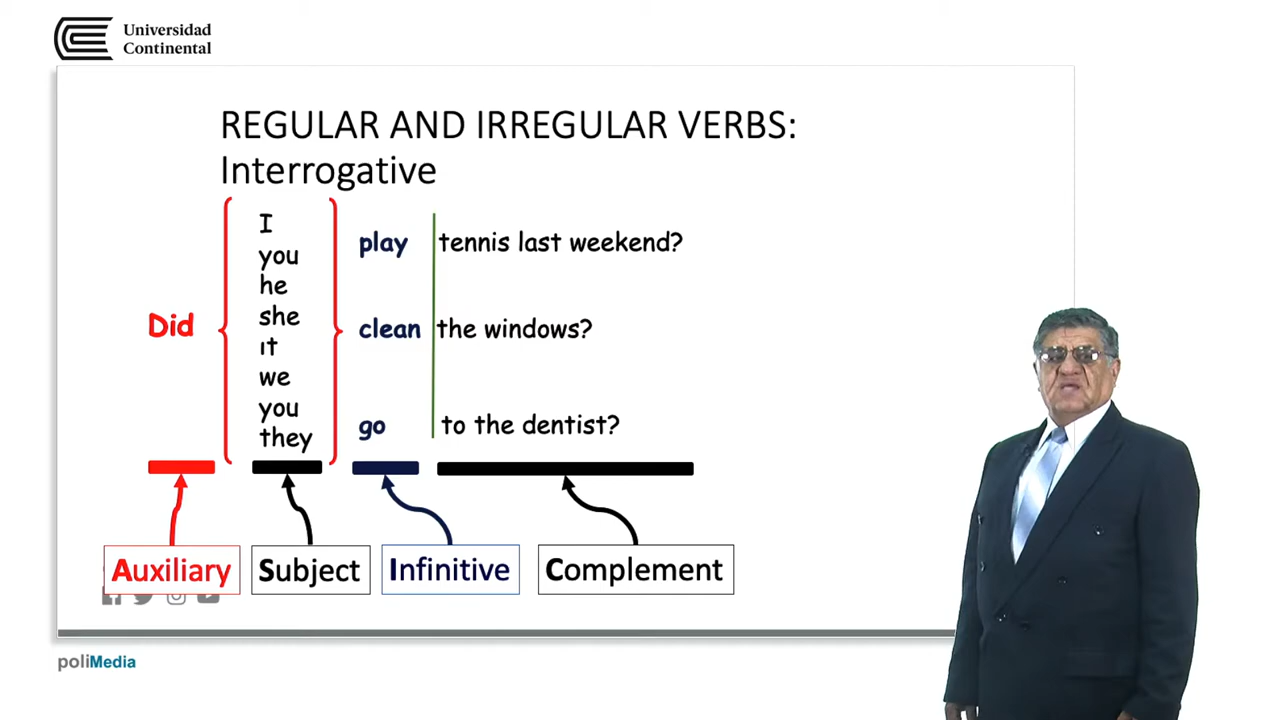 Universidad
Continental
REGULAR AND IRREGULAR VERBS:
Interrogative
Did
I
you
he
she
it
we
you
they
play tennis last weekend?
clean the windows?
go to the dentist?
Auxiliary Subject Infinitive Complement
poliMedia